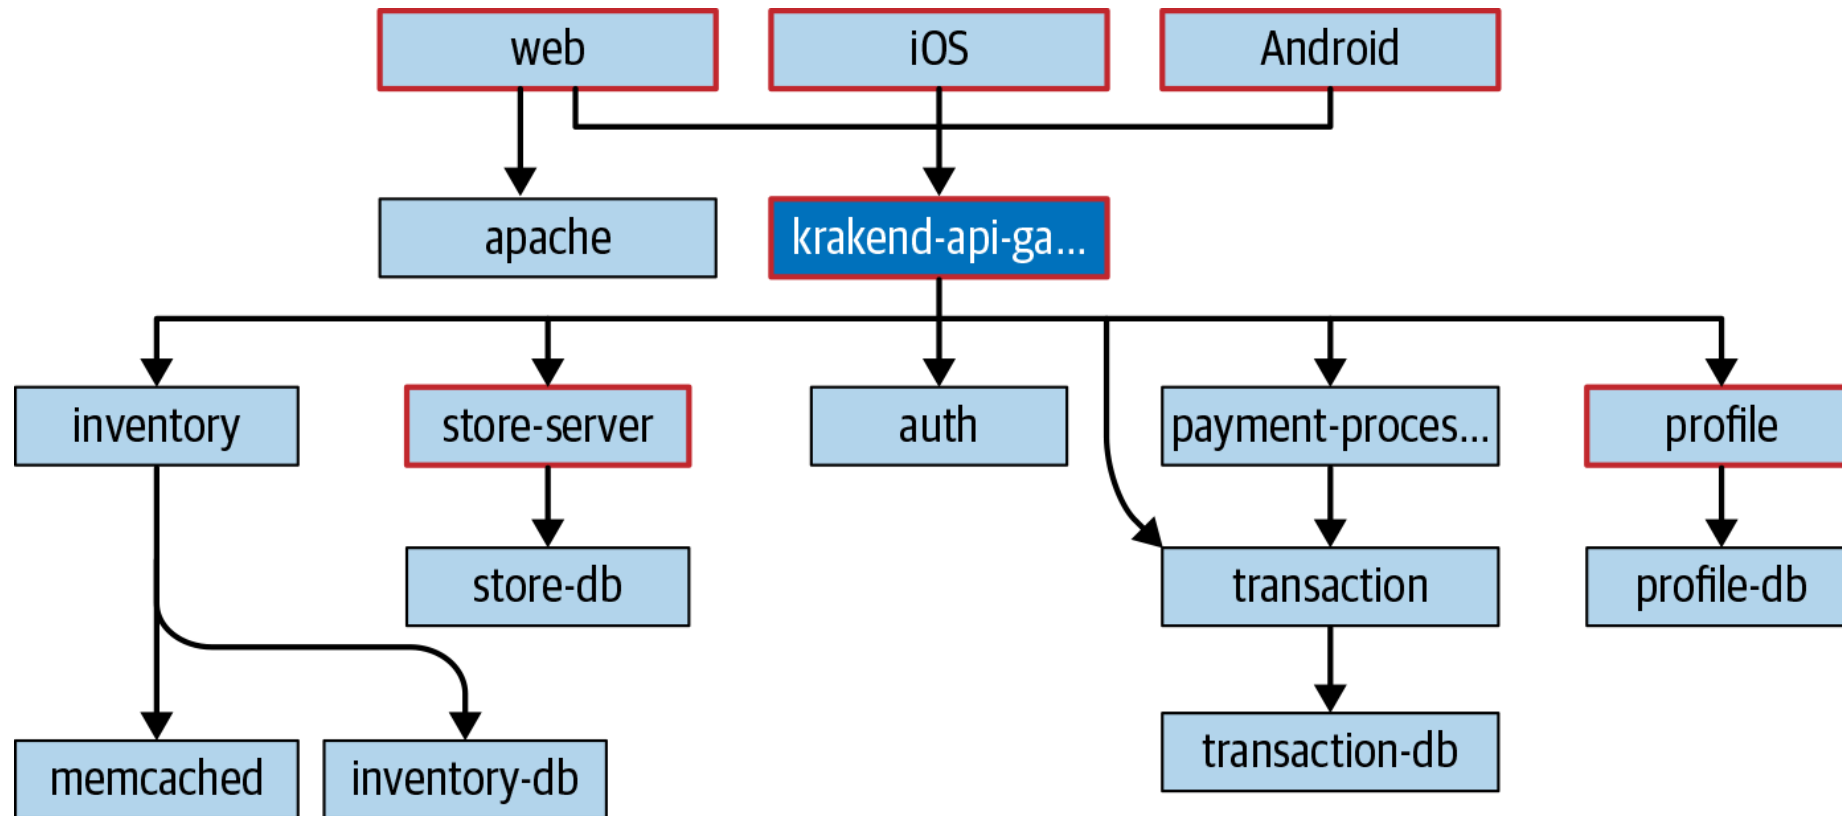 web
iOS
Android
apache
krakend-api-ga...
inventory
store-server
auth
payment-proces...
profile
store-db
transaction
profile-db
transaction-db
memcached
inventory-db